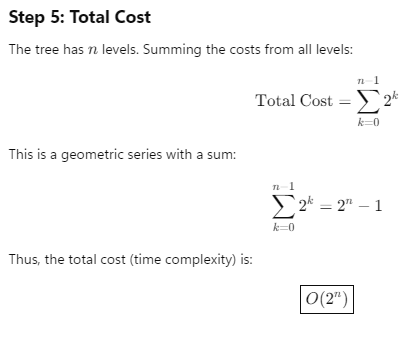 Step 5: Total Cost
The tree has n levels. Summing the costs from all levels:
Total Cost = ∑_{k=0}^{n-1} 2^k
This is a geometric series with a sum:
∑_{k=0}^{n-1} 2^k = 2^n − 1
Thus, the total cost (time complexity) is:
O(2^n)